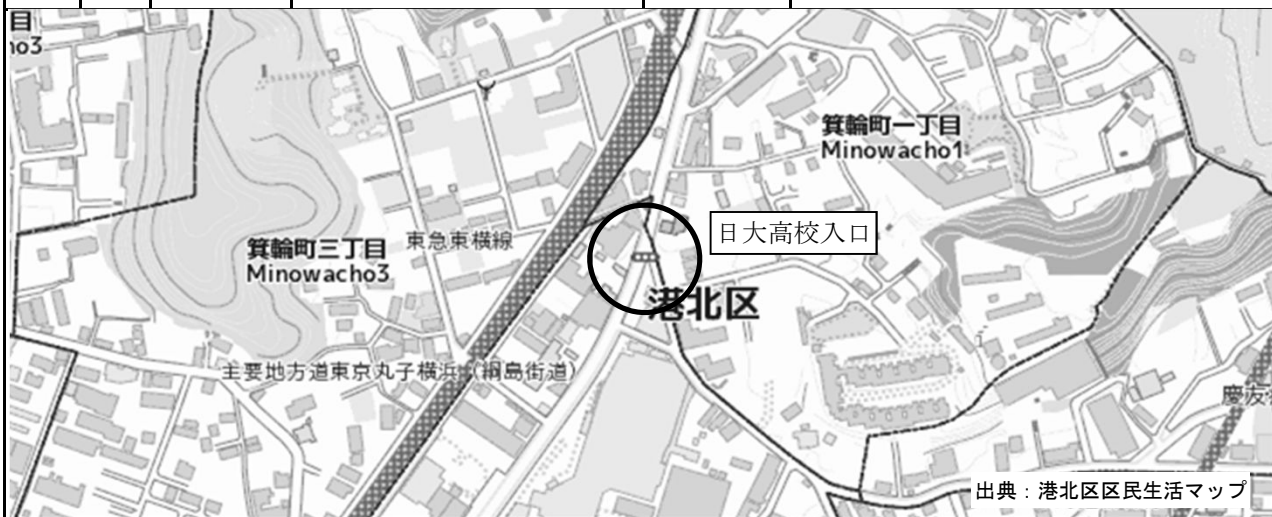 目
ho3
箕輪町一丁目
Minowacho1
日大高校入口
箕輪町三丁目
Minowacho3
東急東横線
港北区
主要地方道東京丸子横浜（綱島街道）
慶友
出典：港北区区民生活マップ